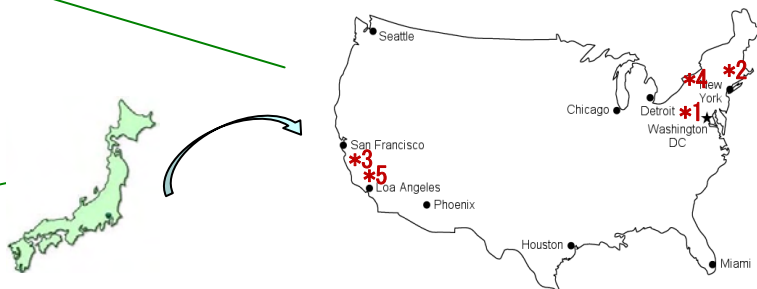 Seattle
*4
*2
New
York
Chicago
Detroit
*1
Washington
DC
San Francisco
*3
*5
Loa Angeles
Phoenix
Houston
Miami